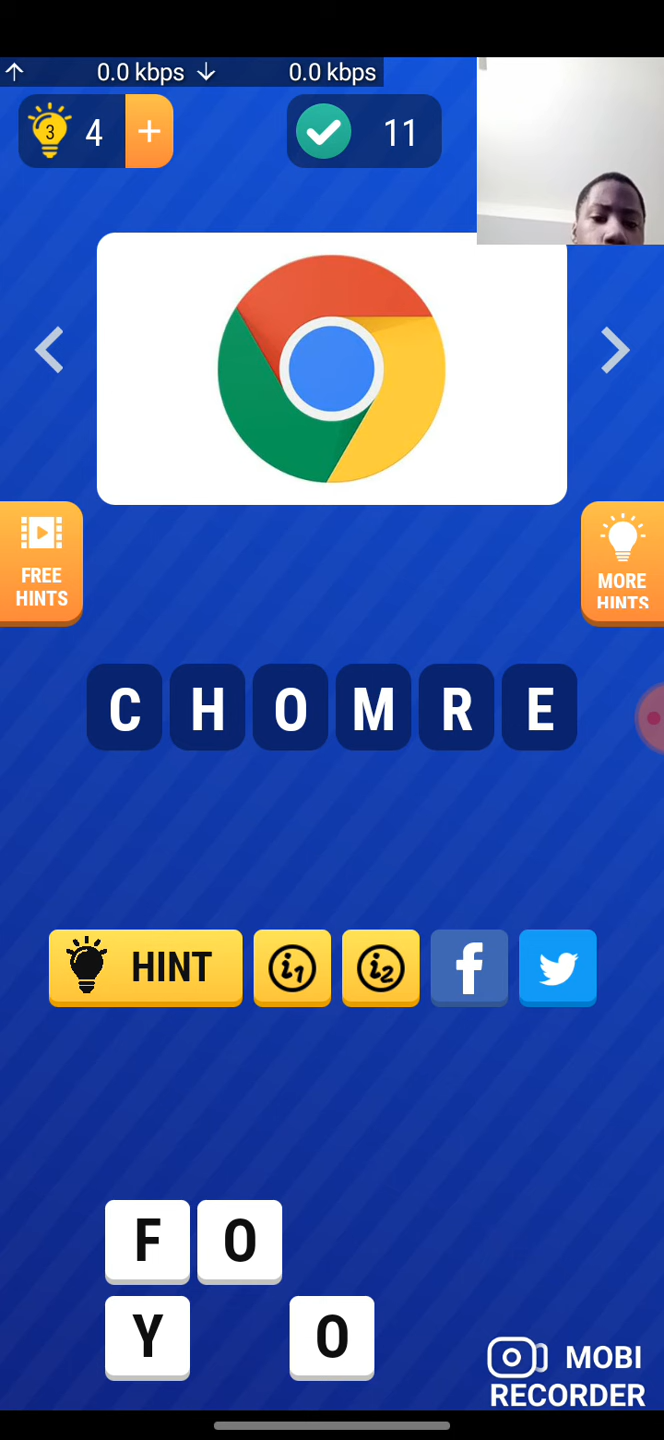 ↑ 0.0 kbps ↓ 0.0 kbps
3 4 + 11
FREE
HINTS
MORE
HINTS
C H O M R E
HINT i1 i2 f
F O
Y O
MOBI
RECORDER